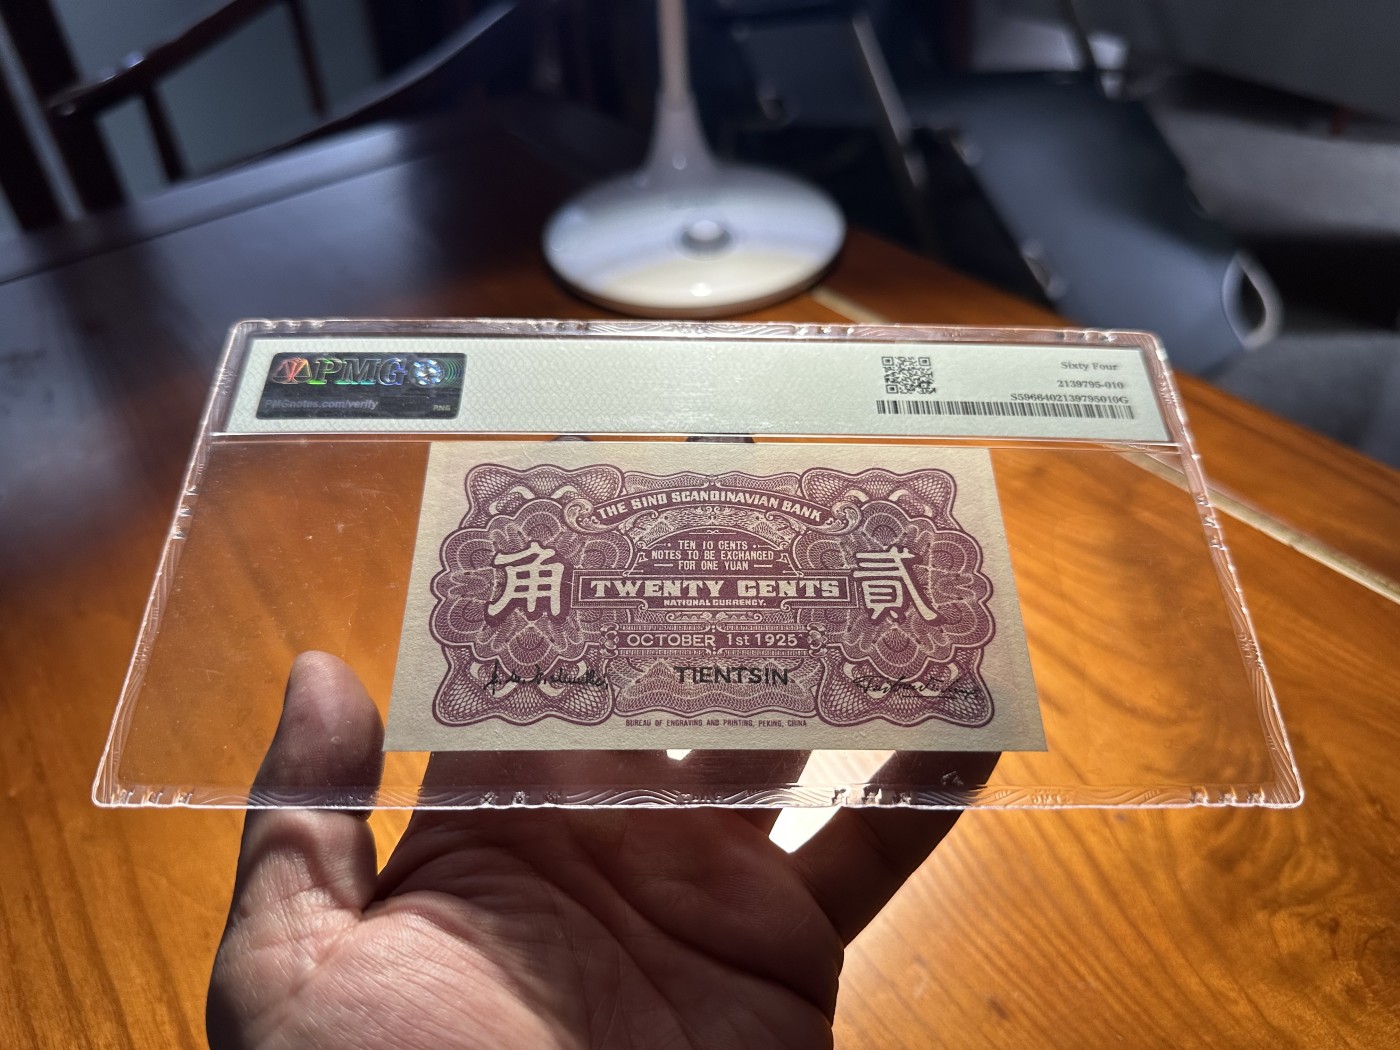 PMG
PMGnotes.com/verify
PNG
Sixty Four
2139795-010
S5966402139795010G
THE SINO SCANDINAVIAN BANK
TEN 10 CENTS
NOTES TO BE EXCHANGED
FOR ONE YUAN
角 TWENTY CENTS 貳
NATIONAL CURRENCY.
OCTOBER 1st 1925
TIENTSIN.
BUREAU OF ENGRAVING AND PRINTING, PEKING, CHINA